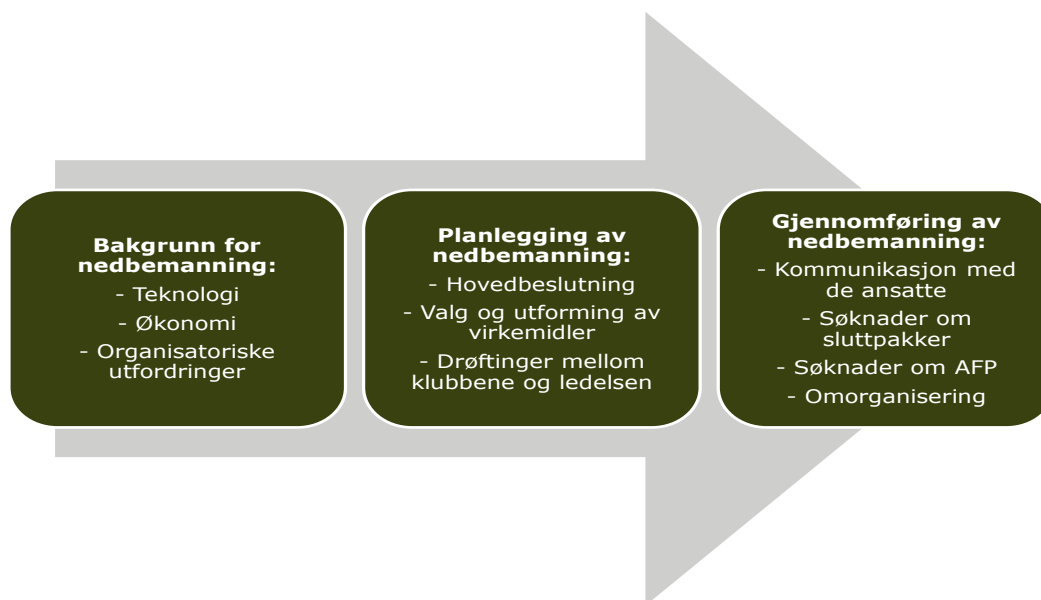 Bakgrunn for
nedbemanning:
- Teknologi
- Økonomi
- Organisatoriske
utfordringer
Planlegging av
nedbemanning:
- Hovedbeslutning
- Valg og utforming av
virkemidler
- Drøftinger mellom
klubbene og ledelsen
Gjennomføring av
nedbemanning:
- Kommunikasjon med
de ansatte
- Søknader om
sluttpakker
- Søknader om AFP
- Omorganisering